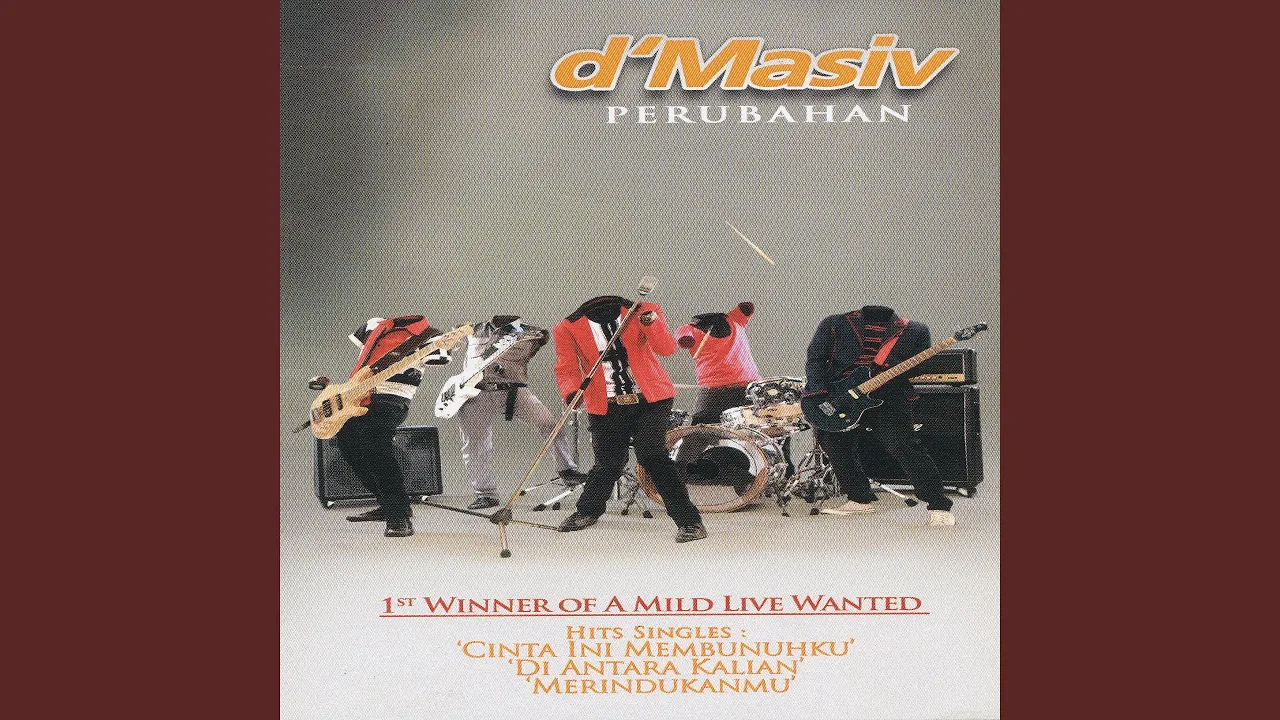 d'Masiv
PERUBAHAN
1ST WINNER OF A MILD LIVE WANTED
HITS SINGLES :
'CINTA INI MEMBUNUHKU'
'DI ANTARA KALIAN'
'MERINDUKANMU'